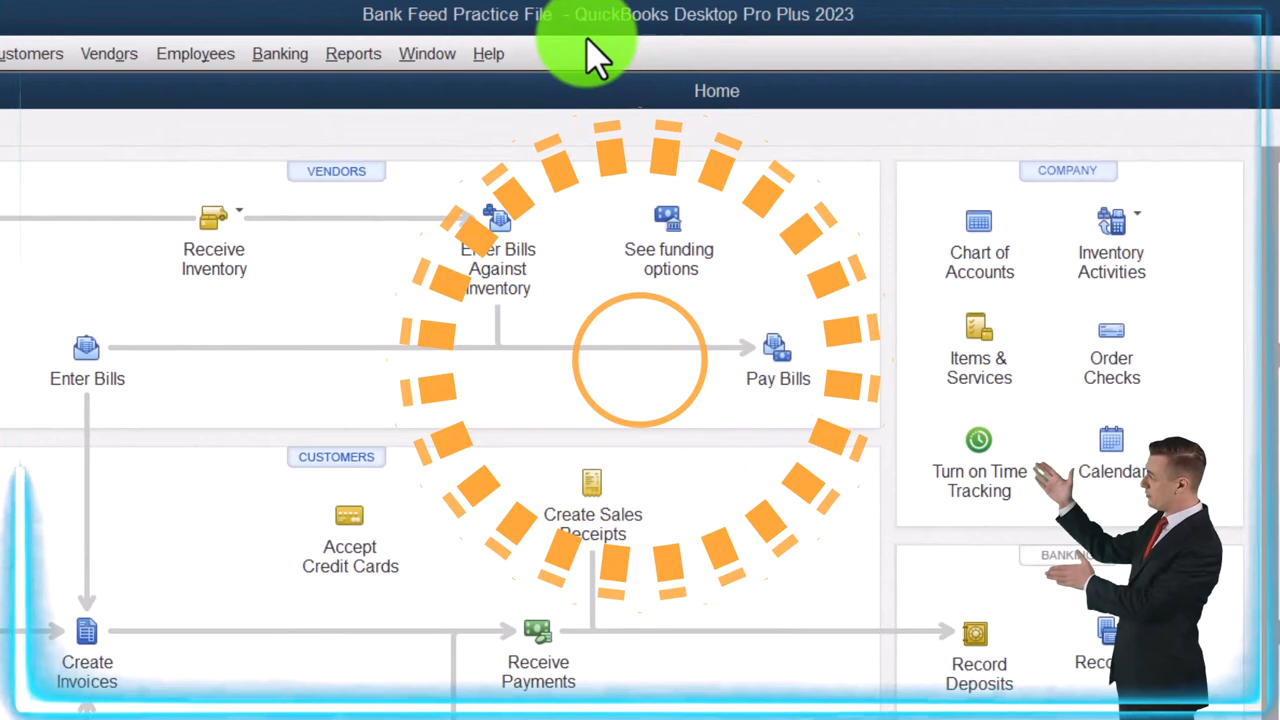 Bank Feed Practice File - QuickBooks Desktop Pro Plus 2023
ustomers Vendors Employees Banking Reports Window Help
Home
VENDORS
COMPANY
Receive
Inventory
Enter Bills
Against
Inventory
See funding
options
Chart of
Accounts
Inventory
Activities
Enter Bills
Pay Bills
Items &
Services
Order
Checks
CUSTOMERS
Turn on Time
Tracking
Calendar
Create Sales
Receipts
Accept
Credit Cards
BANKING
Create
Invoices
Receive
Payments
Record
Deposits
Reco